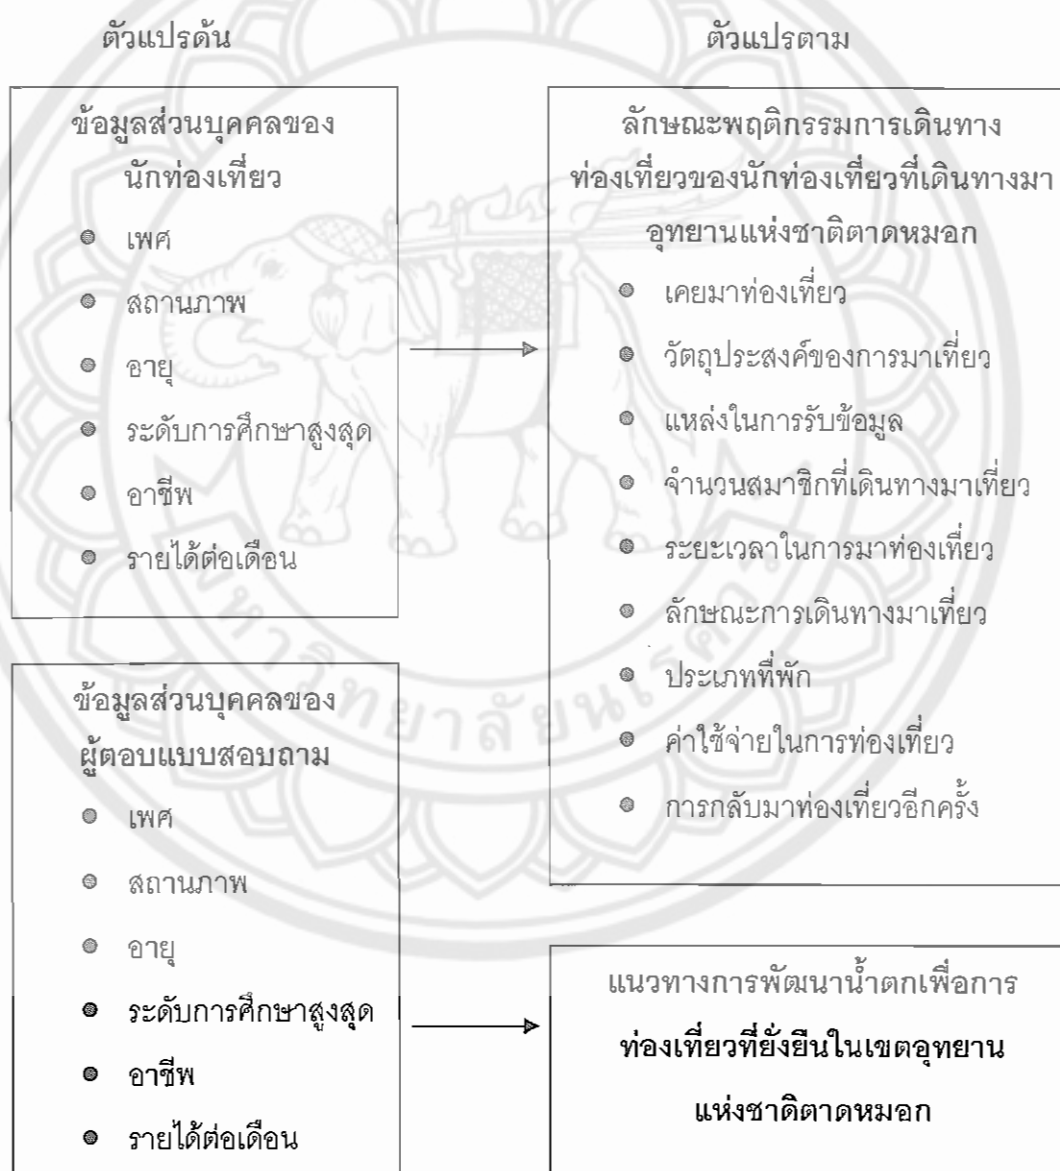 ตัวแปรต้น
ตัวแปรตาม
ข้อมูลส่วนบุคคลของ
นักท่องเที่ยว
เพศ
สถานภาพ
อายุ
ระดับการศึกษาสูงสุด
อาชีพ
รายได้ต่อเดือน
ลักษณะพฤติกรรมการเดินทาง
ท่องเที่ยวของนักท่องเที่ยวที่เดินทางมา
อุทยานแห่งชาติตาดหมอก
เคยมาท่องเที่ยว
วัตถุประสงค์ของการมาเที่ยว
แหล่งในการรับข้อมูล
จำนวนสมาชิกที่เดินทางมาเที่ยว
ระยะเวลาในการมาท่องเที่ยว
ลักษณะการเดินทางมาเที่ยว
ประเภทที่พัก
ค่าใช้จ่ายในการท่องเที่ยว
การกลับมาท่องเที่ยวอีกครั้ง
ข้อมูลส่วนบุคคลของ
ผู้ตอบแบบสอบถาม
เพศ
สถานภาพ
อายุ
ระดับการศึกษาสูงสุด
อาชีพ
รายได้ต่อเดือน
แนวทางการพัฒนาน้ำตกเพื่อการ
ท่องเที่ยวที่ยั่งยืนในเขตอุทยาน
แห่งชาติตาดหมอก
มหาวิทยาลัยนเรศวร